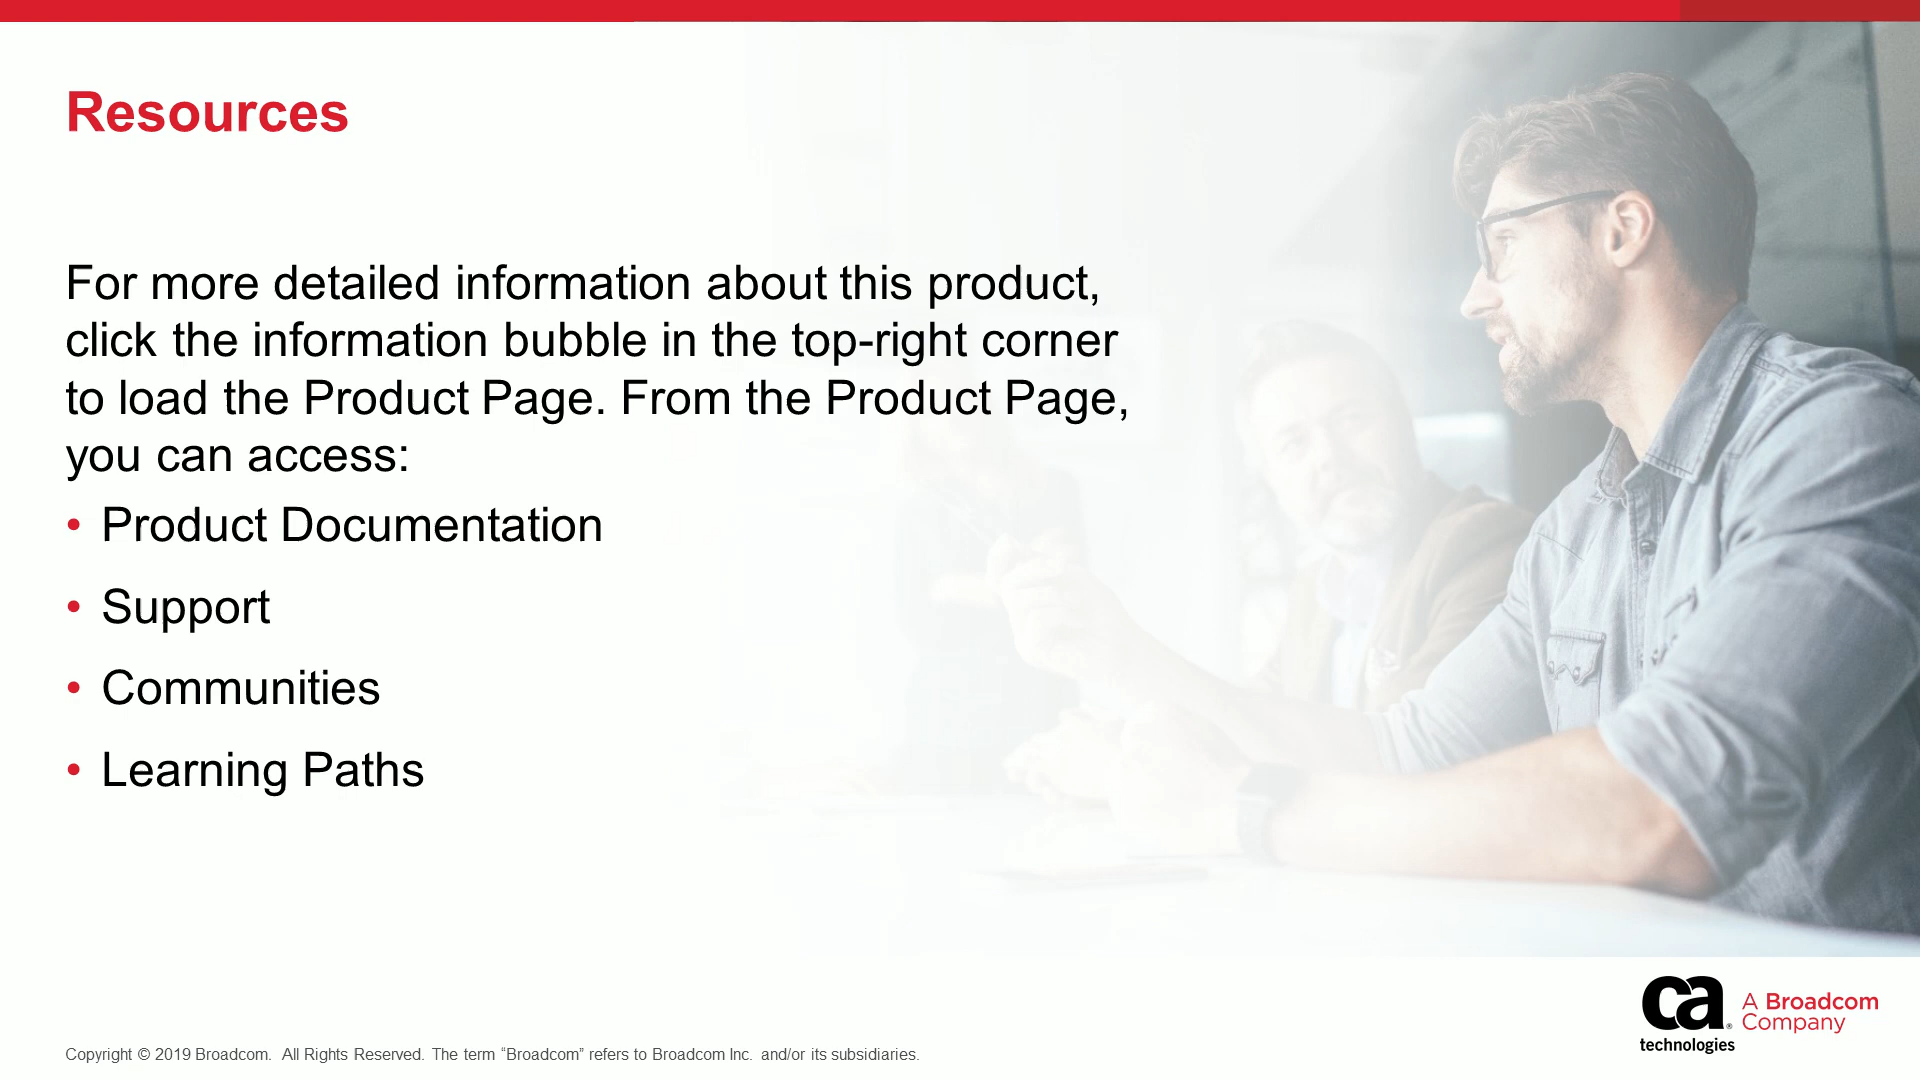 Resources
For more detailed information about this product,
click the information bubble in the top-right corner
to load the Product Page. From the Product Page,
you can access:
• Product Documentation
• Support
• Communities
• Learning Paths
ca®
technologies
A Broadcom
Company
Copyright © 2019 Broadcom. All Rights Reserved. The term “Broadcom” refers to Broadcom Inc. and/or its subsidiaries.